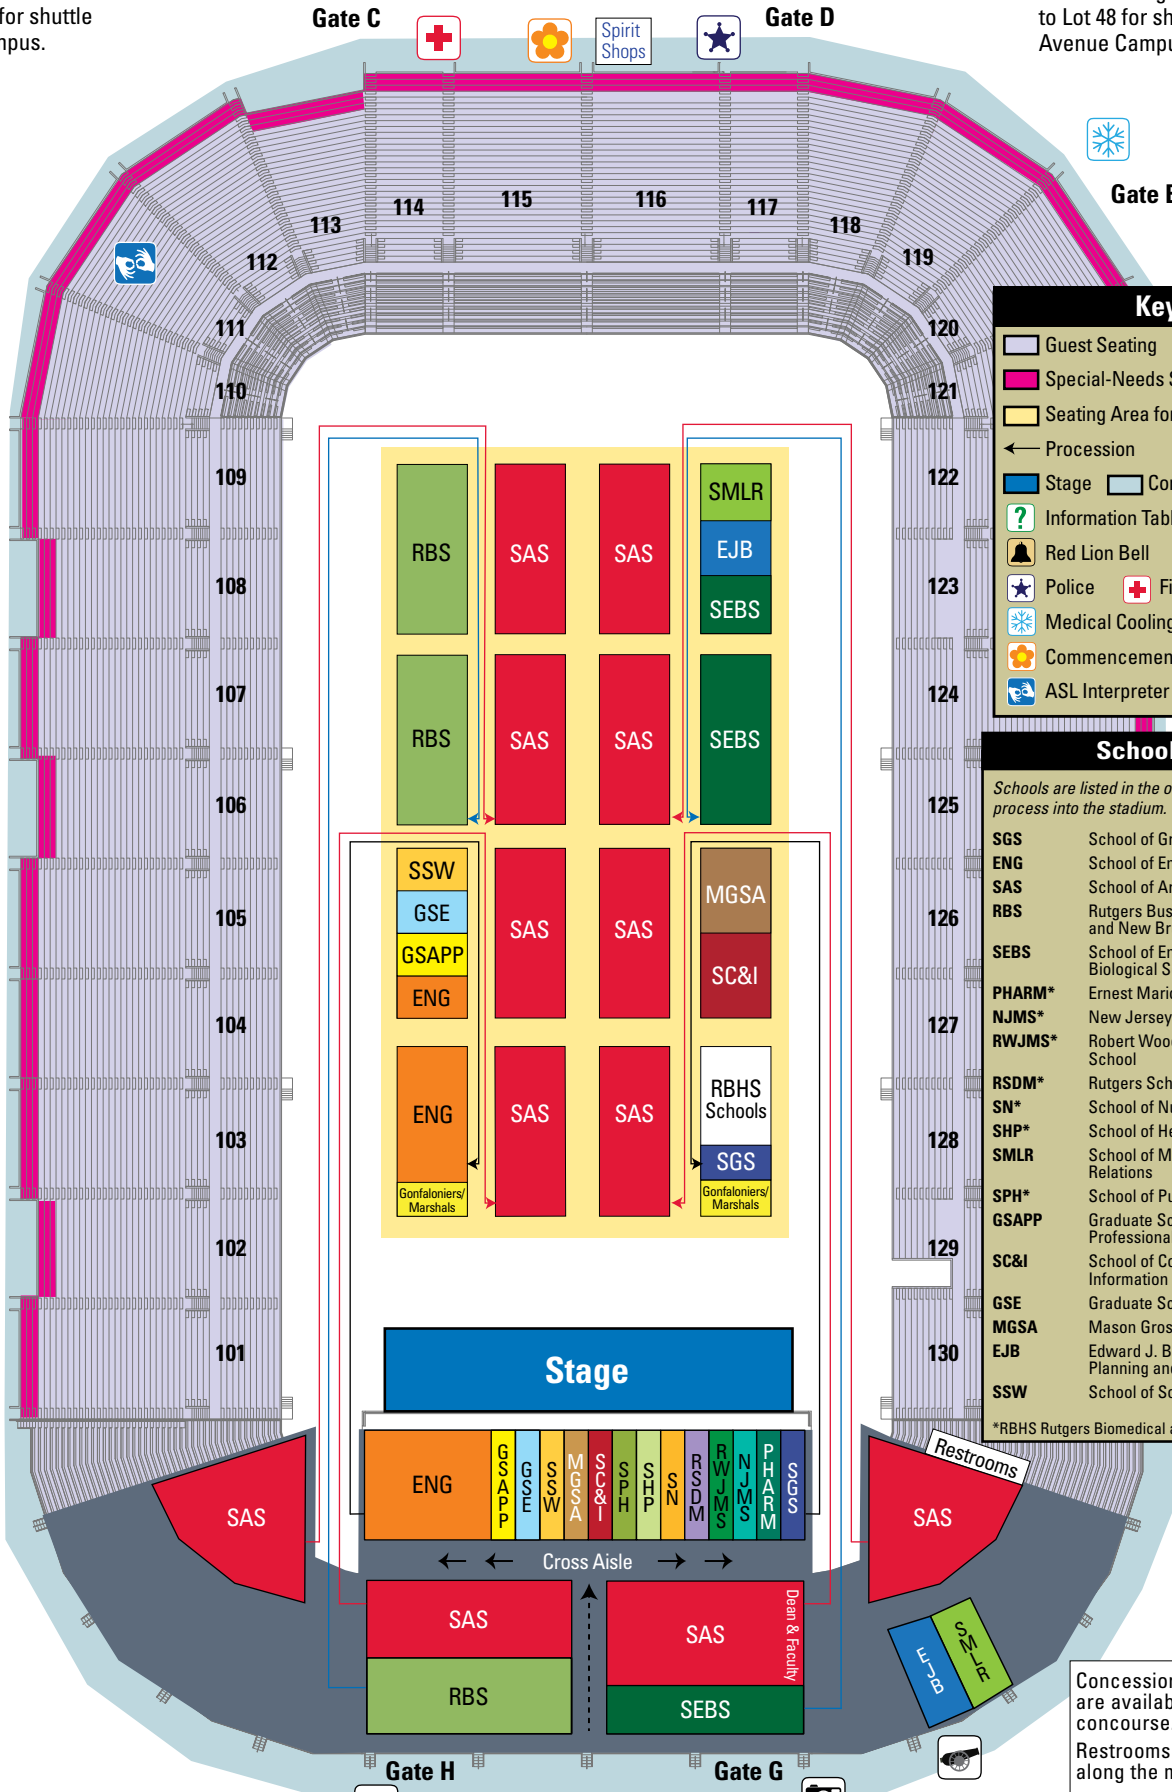 for shuttle
Gate C
Gate D
to Lot 48 for sh
Avenue Campu
Spirit
Shops
Gate
115
116
114
117
113
118
112
119
111
120
110
121
109
122
108
123
107
124
106
125
105
126
104
127
103
128
102
129
101
130
Key
Guest Seating
Special-Needs S
Seating Area for
Procession
Stage
Con
? Information Tabl
Red Lion Bell
Police
Fi
Medical Cooling
Commencemen
ASL Interpreter
RBS
SAS
SAS
SMLR
EJB
SEBS
RBS
SAS
SAS
SEBS
SSW
GSE
GSAPP
ENG
SAS
SAS
MGSA
SC&I
ENG
Gonfaloniers/
Marshals
SAS
SAS
RBHS
Schools
SGS
Gonfaloniers/
Marshals
School
Schools are listed in the o
process into the stadium.
SGS School of Gr
ENG School of En
SAS School of Ar
RBS Rutgers Bus
and New Br
SEBS School of En
Biological S
PHARM* Ernest Mario
NJMS* New Jersey
RWJMS* Robert Wood
School
RSDM* Rutgers Sch
SN* School of Nu
SHP* School of He
SMLR School of M
Relations
SPH* School of Pu
GSAPP Graduate Sc
Professiona
SC&I School of Co
Information
GSE Graduate Sc
MGSA Mason Gros
EJB Edward J. B
Planning and
SSW School of So
*RBHS Rutgers Biomedical a
Stage
SAS
ENG
GSAPP
GSE
SSW
MGSA
SC&I
SPH
SHP
SN
RSDM
RWJMS
NJMS
PHARM
SGS
Restrooms
SAS
Cross Aisle
SAS
RBS
SAS
Dean & Faculty
SEBS
EJB
SMLR
Concession
are availab
concourse.
Restrooms
along the n
Gate H
Gate G